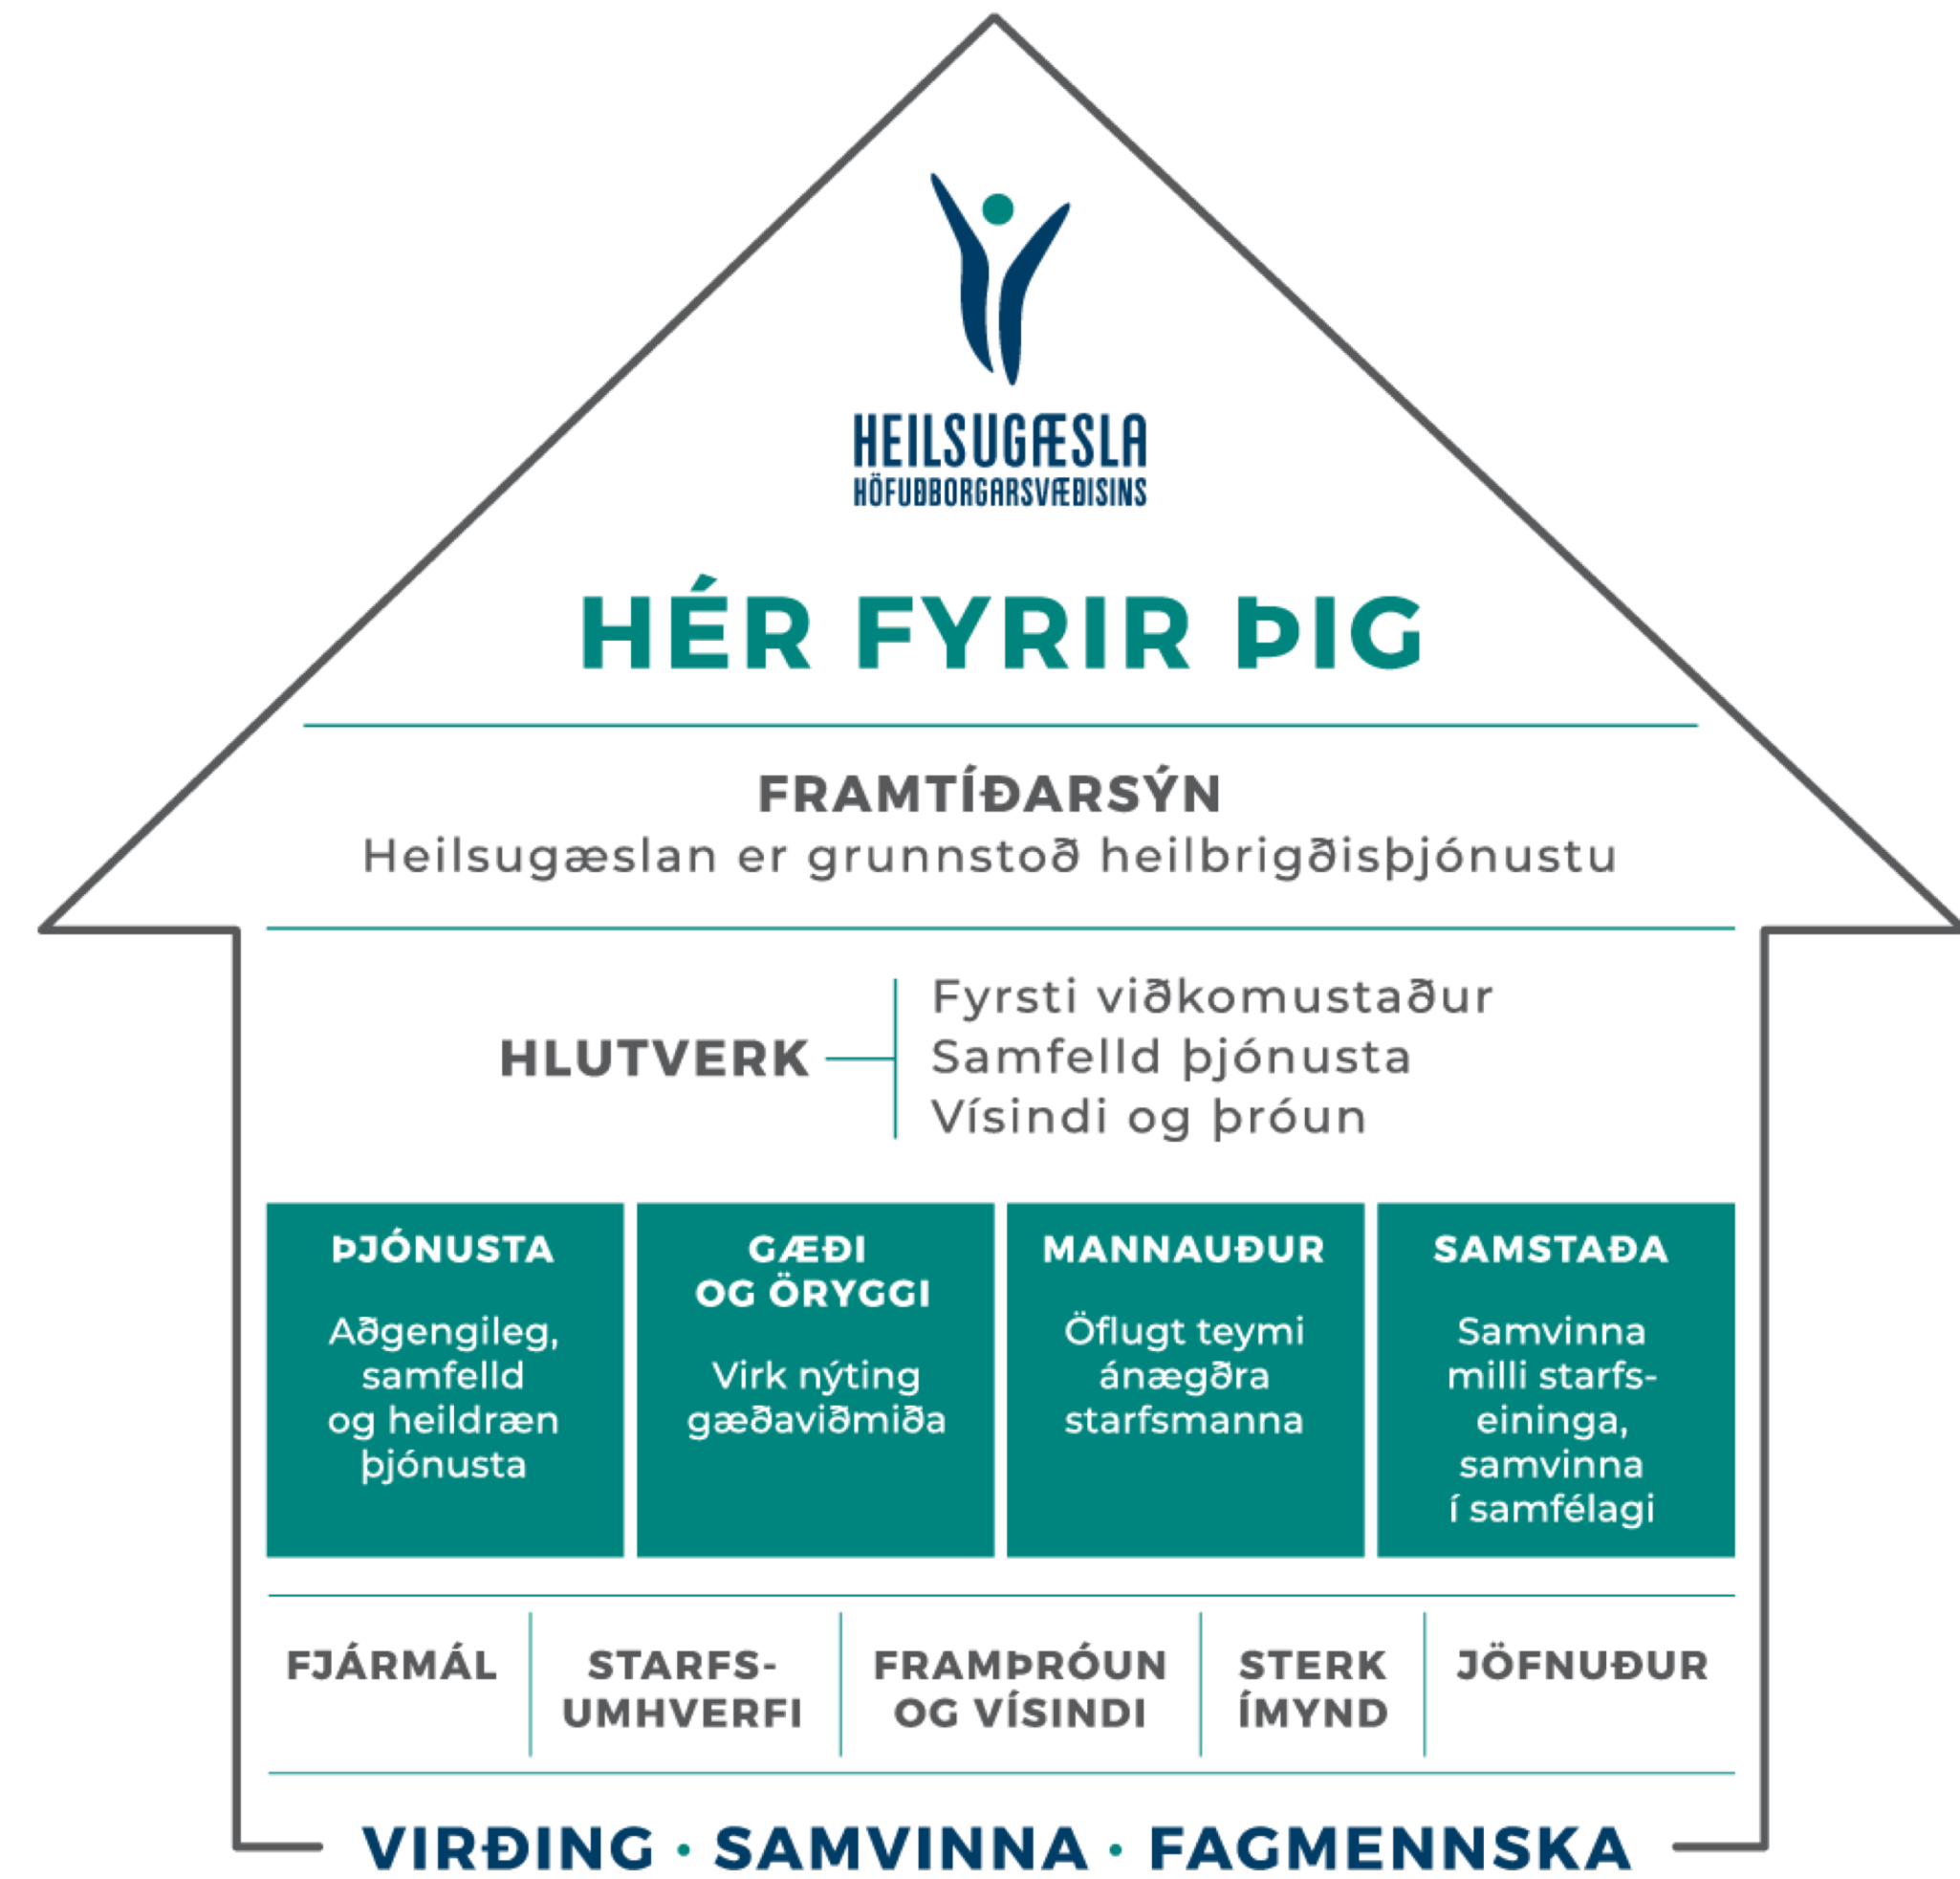 HEILSUGÆSLA
HÖFUÐBORGARSVÆÐISINS
HÉR FYRIR ÞIG
FRAMTÍÐARSÝN
Heilsugæslan er grunnstoð heilbrigðisþjónustu
HLUTVERK
Fyrsti viðkomustaður
Samfelld þjónusta
Vísindi og þróun
ÞJÓNUSTA
Aðgengileg,
samfelld
og heildræn
þjónusta
GÆÐI
OG ÖRYGGI
Virk nýting
gæðaviðmiða
MANNAUÐUR
Öflugt teymi
ánægðra
starfsmanna
SAMSTAÐA
Samvinna
milli starfs-
eininga,
samvinna
í samfélagi
FJÁRMÁL
STARFS-
UMHVERFI
FRAMÞRÓUN
OG VÍSINDI
STERK
ÍMYND
JÖFNUÐUR
VIRÐING • SAMVINNA • FAGMENNSKA